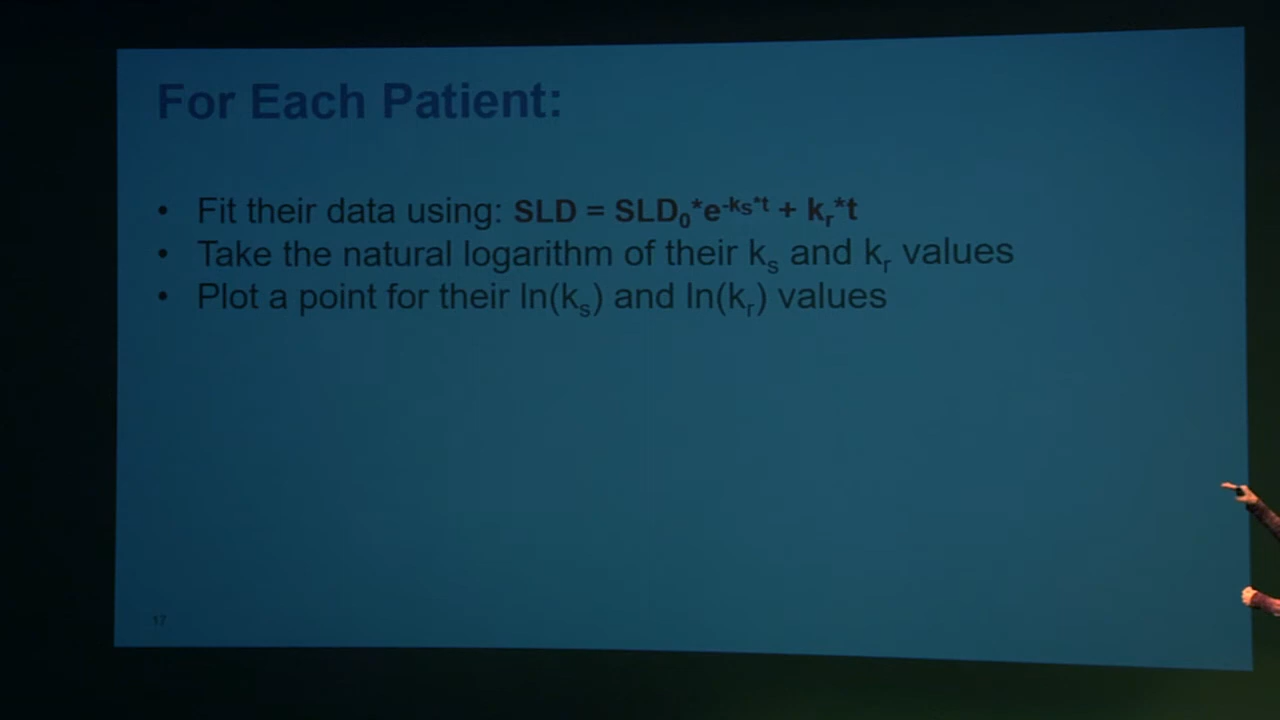 For Each Patient:
• Fit their data using: SLD = SLD₀*e^-ks*t + kᵣ*t
• Take the natural logarithm of their kₛ and kᵣ values
• Plot a point for their ln(kₛ) and ln(kᵣ) values
17